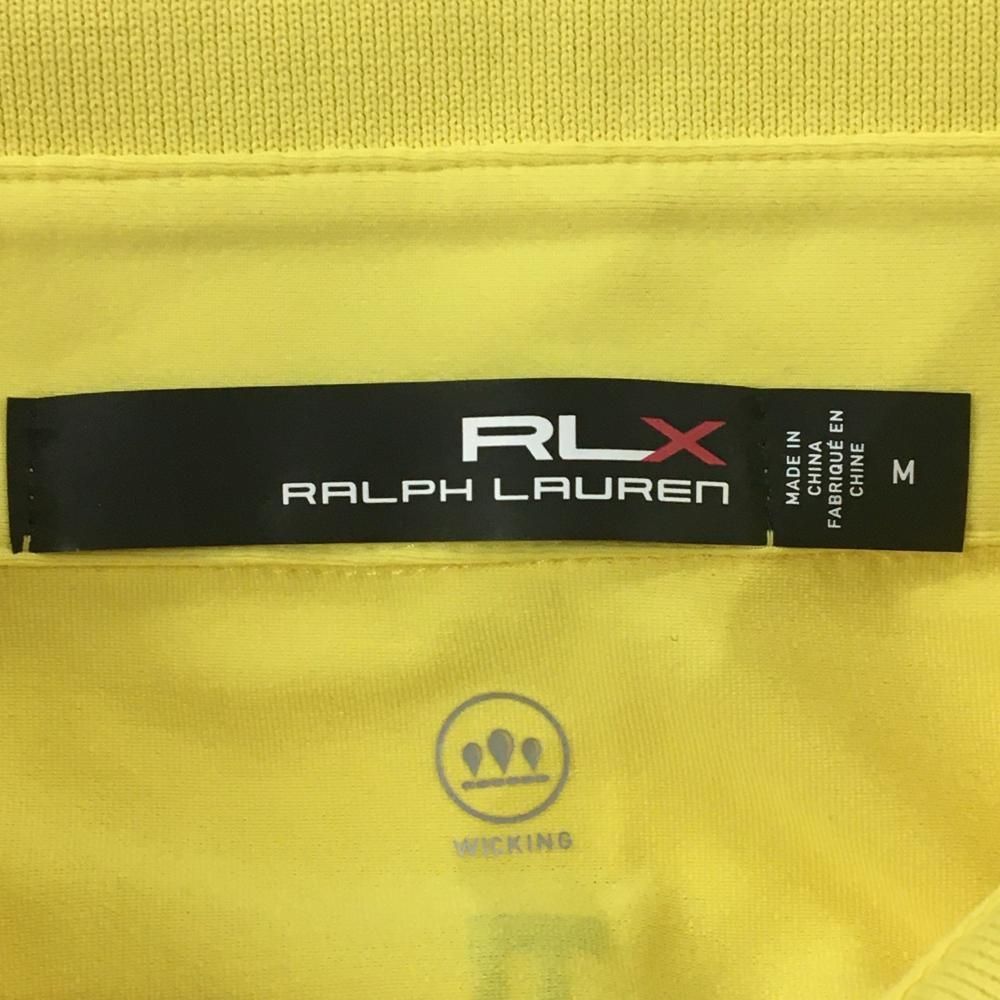 RLX
RALPH LAUREN
MADE IN
CHINA
FABRIQUÉ EN
CHINE
M
WICKING